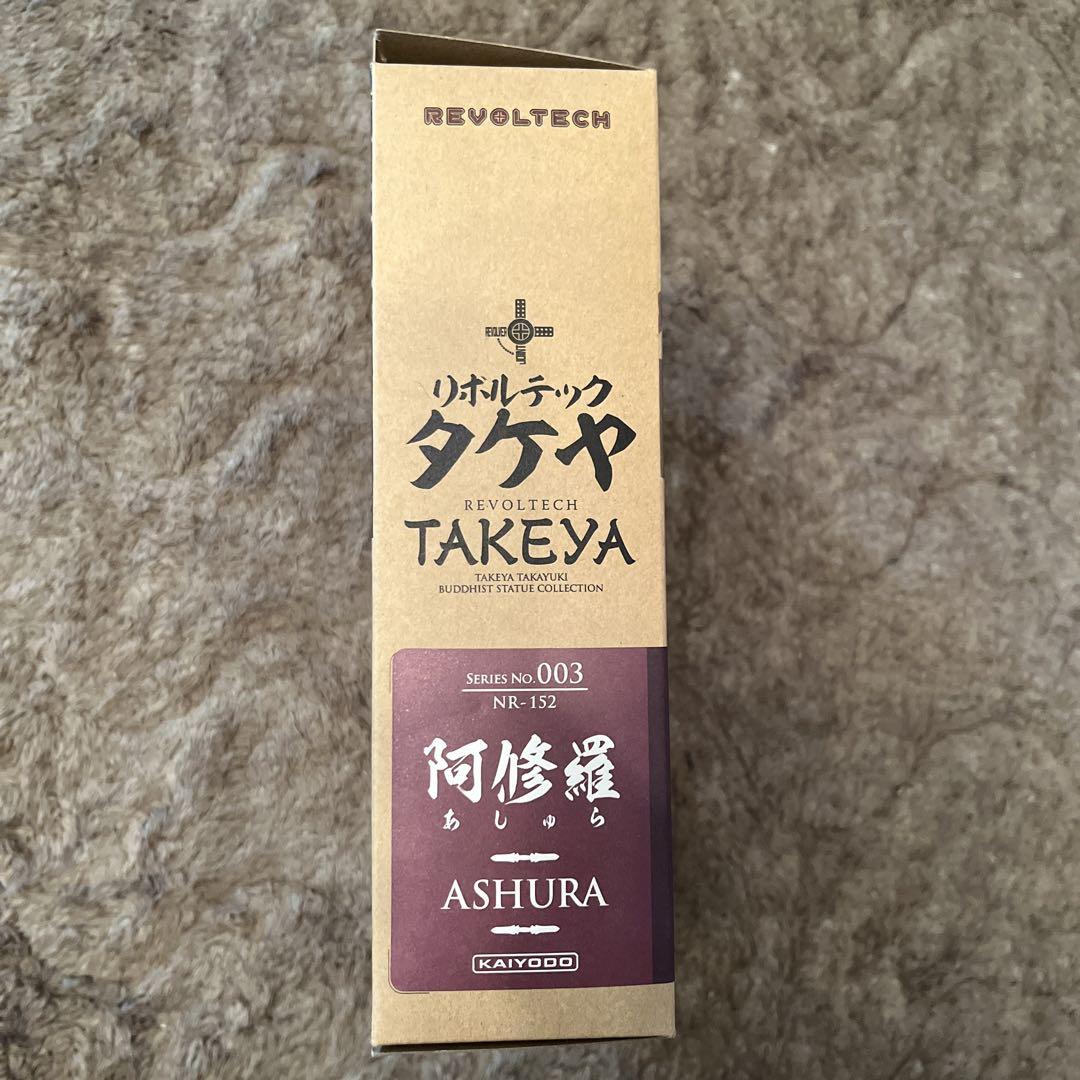 REVOLTECH
REVOLVER
リボルテック
タケヤ
REVOLTECH
TAKEYA
TAKEYA TAKAYUKI
BUDDHIST STATUE COLLECTION
SERIES NO.003
NR-152
阿修羅
あしゅら
ASHURA
KAIYODO